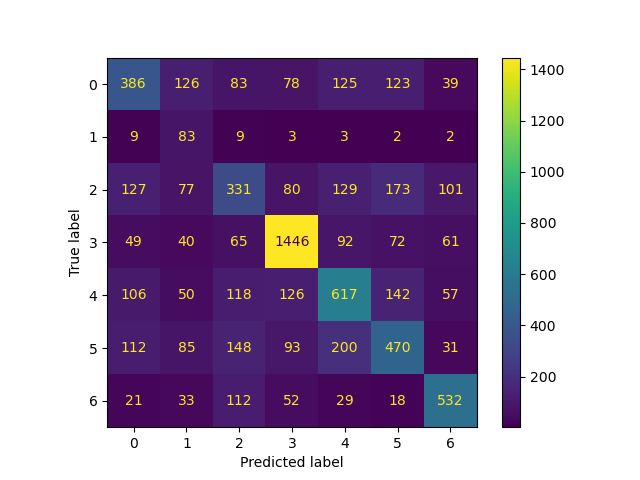 0 386 126 83 78 125 123 39
1 9 83 9 3 3 2 2
2 127 77 331 80 129 173 101
3 49 40 65 1446 92 72 61
4 106 50 118 126 617 142 57
5 112 85 148 93 200 470 31
6 21 33 112 52 29 18 532
0 1 2 3 4 5 6
Predicted label
True label
1400
1200
1000
800
600
400
200